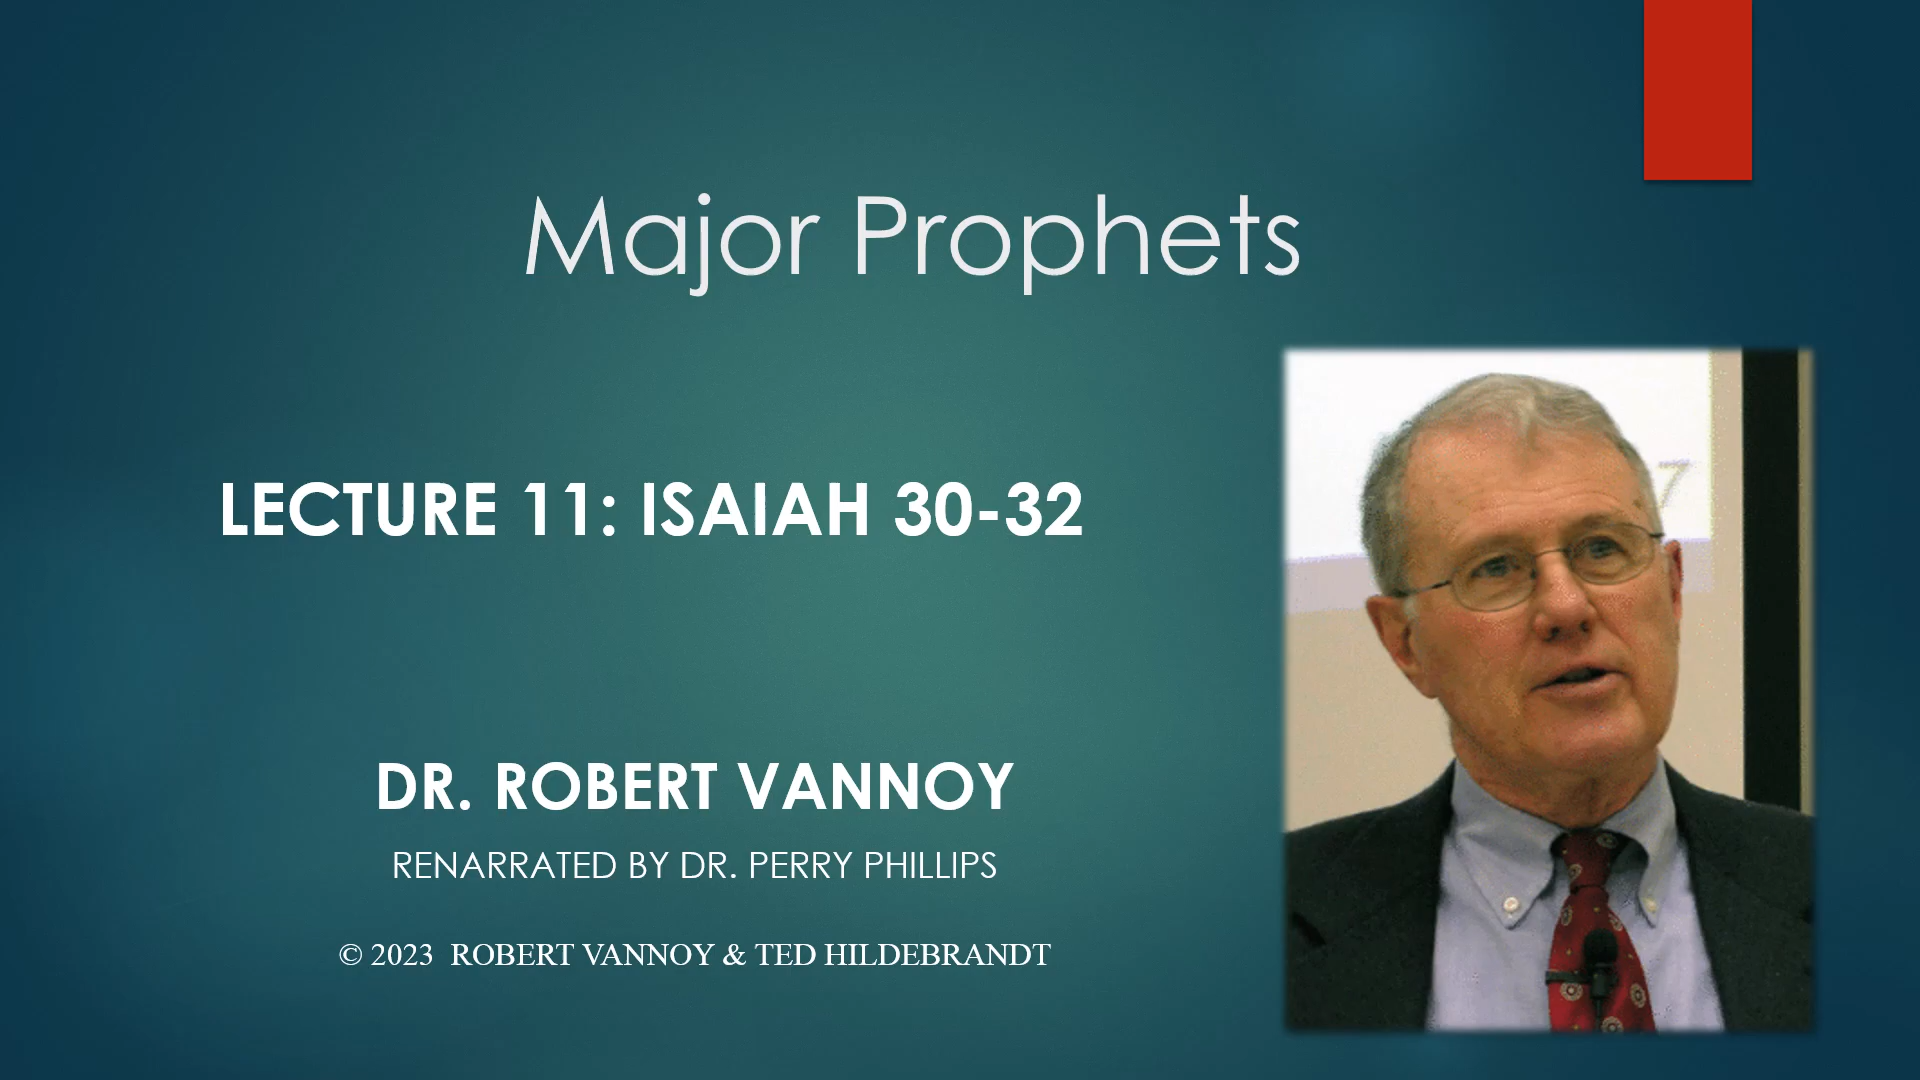 Major Prophets
LECTURE 11: ISAIAH 30-32
7
DR. ROBERT VANNOY
RENARRATED BY DR. PERRY PHILLIPS
© 2023 ROBERT VANNOY & TED HILDEBRANDT